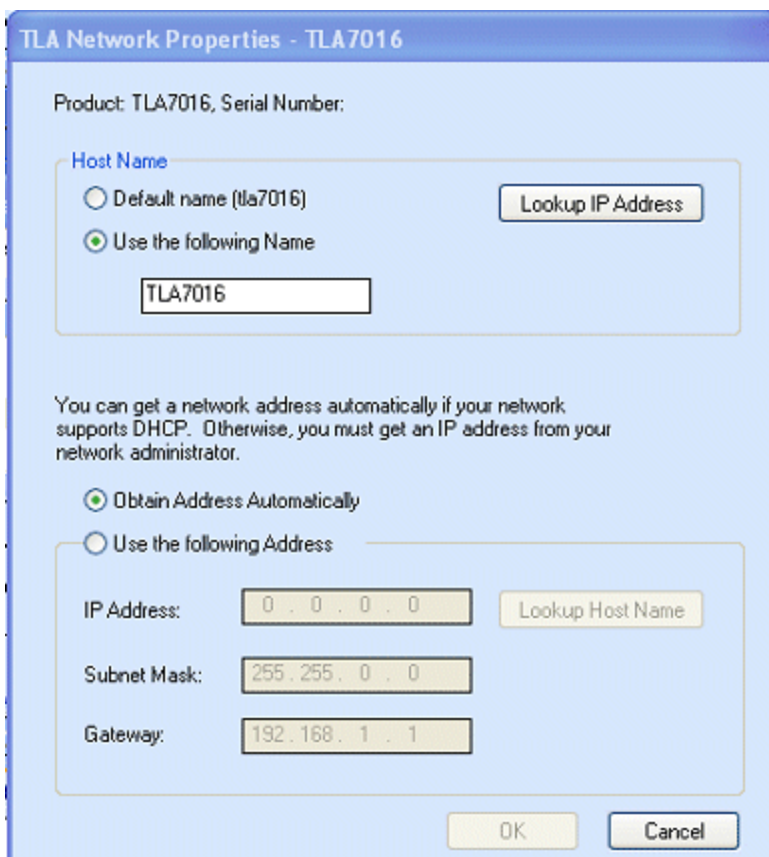 TLA Network Properties - TLA7016
Product: TLA7016, Serial Number:
Host Name
Default name (tla7016)
Lookup IP Address
Use the following Name
TLA7016
You can get a network address automatically if your network
supports DHCP. Otherwise, you must get an IP address from your
network administrator.
Obtain Address Automatically
Use the following Address
IP Address: 0 . 0 . 0 . 0 Lookup Host Name
Subnet Mask: 255 . 255 . 0 . 0
Gateway: 192 . 168 . 1 . 1
OK Cancel